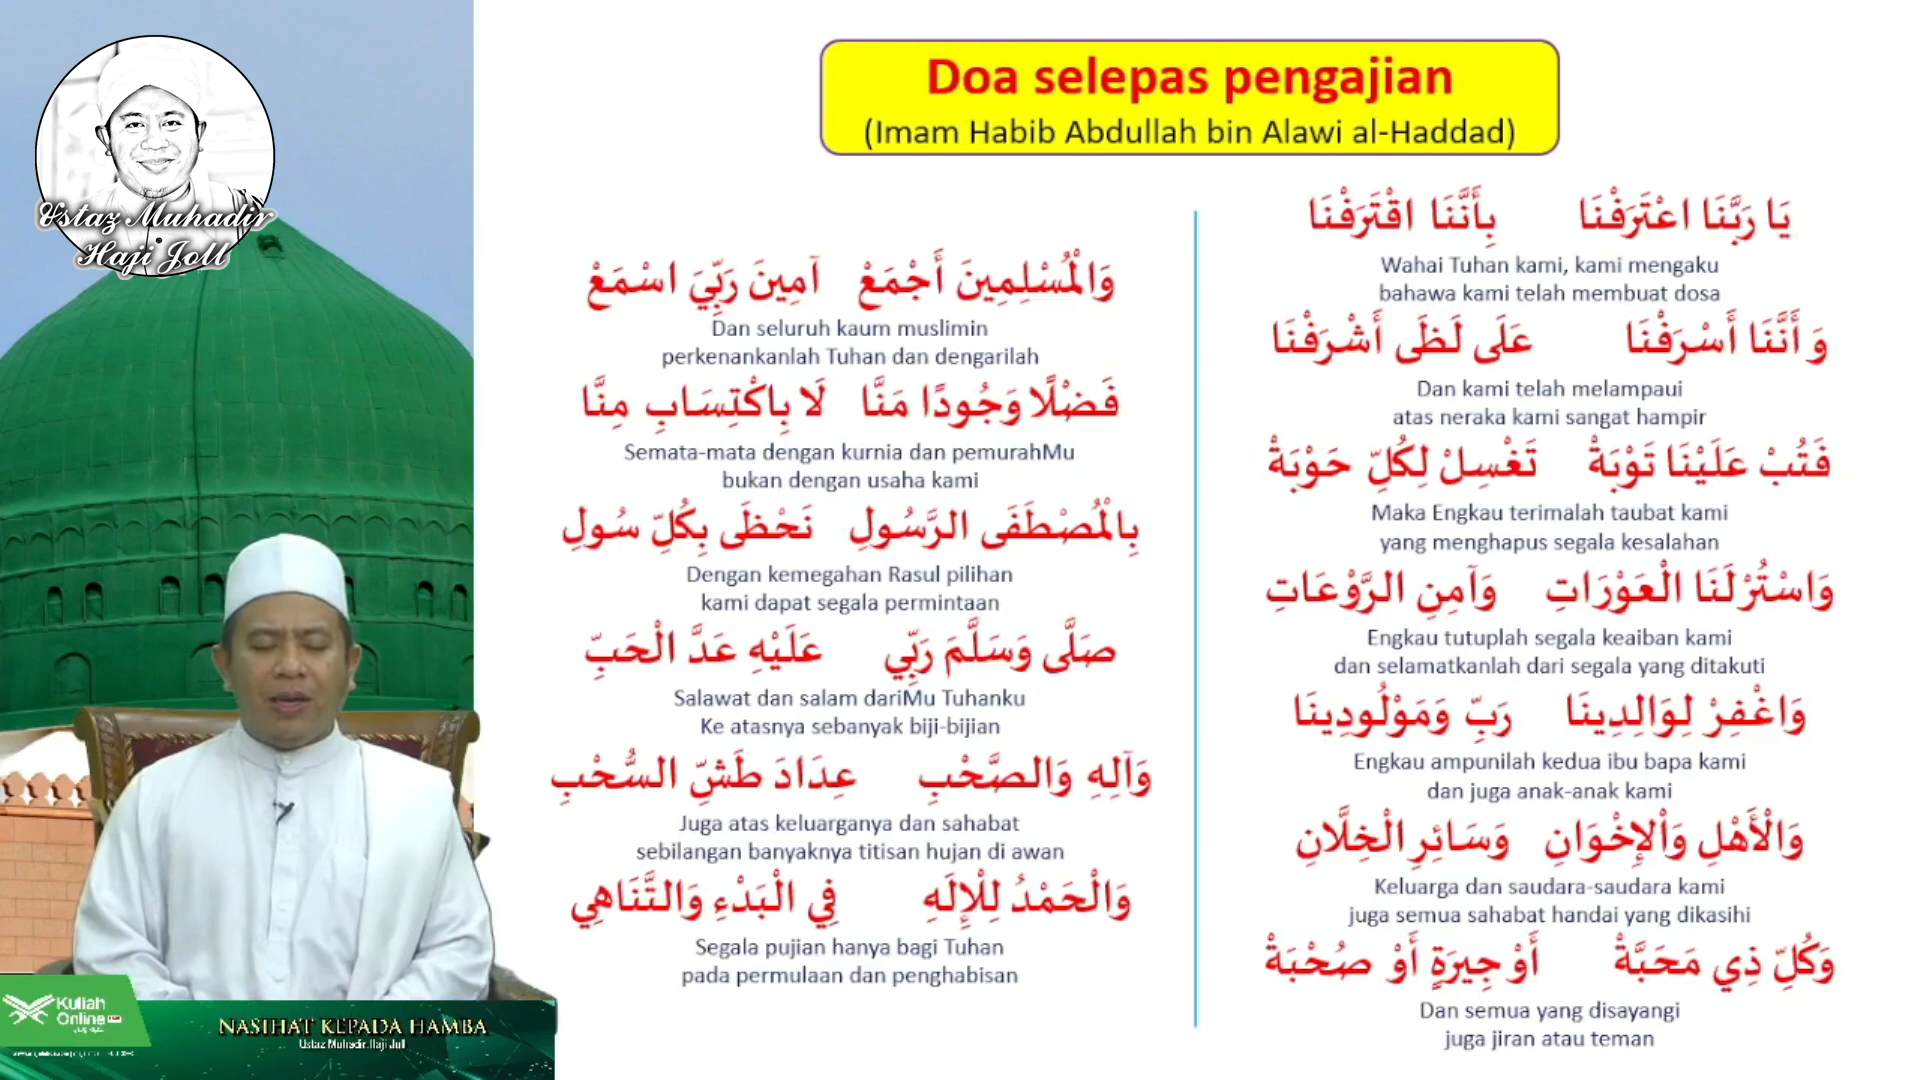 Ustaz Muhadir
Haji Joll
Doa selepas pengajian
(Imam Habib Abdullah bin Alawi al-Haddad)
يَا رَبَّنَا اعْتَرَفْنَا بِأَنَّنَا اقْتَرَفْنَا
Wahai Tuhan kami, kami mengaku
bahawa kami telah membuat dosa
وَأَنَّنَا أَسْرَفْنَا عَلَى لَظَى أَشْرَفْنَا
Dan kami telah melampaui
atas neraka kami sangat hampir
فَتُبْ عَلَيْنَا تَوْبَةْ تَغْسِلْ لِكُلِّ حَوْبَةْ
Maka Engkau terimalah taubat kami
yang menghapus segala kesalahan
وَاسْتُرْ لَنَا الْعَوْرَاتِ وَآمِنِ الرَّوْعَاتِ
Engkau tutuplah segala keaiban kami
dan selamatkanlah dari segala yang ditakuti
وَاغْفِرْ لِوَالِدِينَا رَبِّ وَمَوْلُودِينَا
Engkau ampunilah kedua ibu bapa kami
dan juga anak-anak kami
وَالْأَهْلِ وَالْإِخْوَانِ وَسَائِرِ الْخِلَّانِ
Keluarga dan saudara-saudara kami
juga semua sahabat handai yang dikasihi
وَكُلِّ ذِي مَحَبَّةْ أَوْ جِيرَةٍ أَوْ صُحْبَةْ
Dan semua yang disayangi
juga jiran atau teman
وَالْمُسْلِمِينَ أَجْمَعْ آمِينَ رَبِّيَ اسْمَعْ
Dan seluruh kaum muslimin
perkenankanlah Tuhan dan dengarilah
فَضْلًا وَجُودًا مَنَّا لَا بِاكْتِسَابِ مِنَّا
Semata-mata dengan kurnia dan pemurahMu
bukan dengan usaha kami
بِالْمُصْطَفَى الرَّسُولِ نَحْظَى بِكُلِّ سُولِ
Dengan kemegahan Rasul pilihan
kami dapat segala permintaan
صَلَّى وَسَلَّمَ رَبِّي عَلَيْهِ عَدَّ الْحَبِّ
Salawat dan salam dariMu Tuhanku
Ke atasnya sebanyak biji-bijian
وَآلِهِ وَالصَّحْبِ عِدَادَ طَشِّ السُّحْبِ
Juga atas keluarganya dan sahabat
sebilangan banyaknya titisan hujan di awan
وَالْحَمْدُ لِلْإِلَهِ فِي الْبَدْءِ وَالتَّنَاهِي
Segala pujian hanya bagi Tuhan
pada permulaan dan penghabisan
Kuliah
Online
NASIHAT KEPADA HAMBA
Ustaz Muhadir Haji Joll